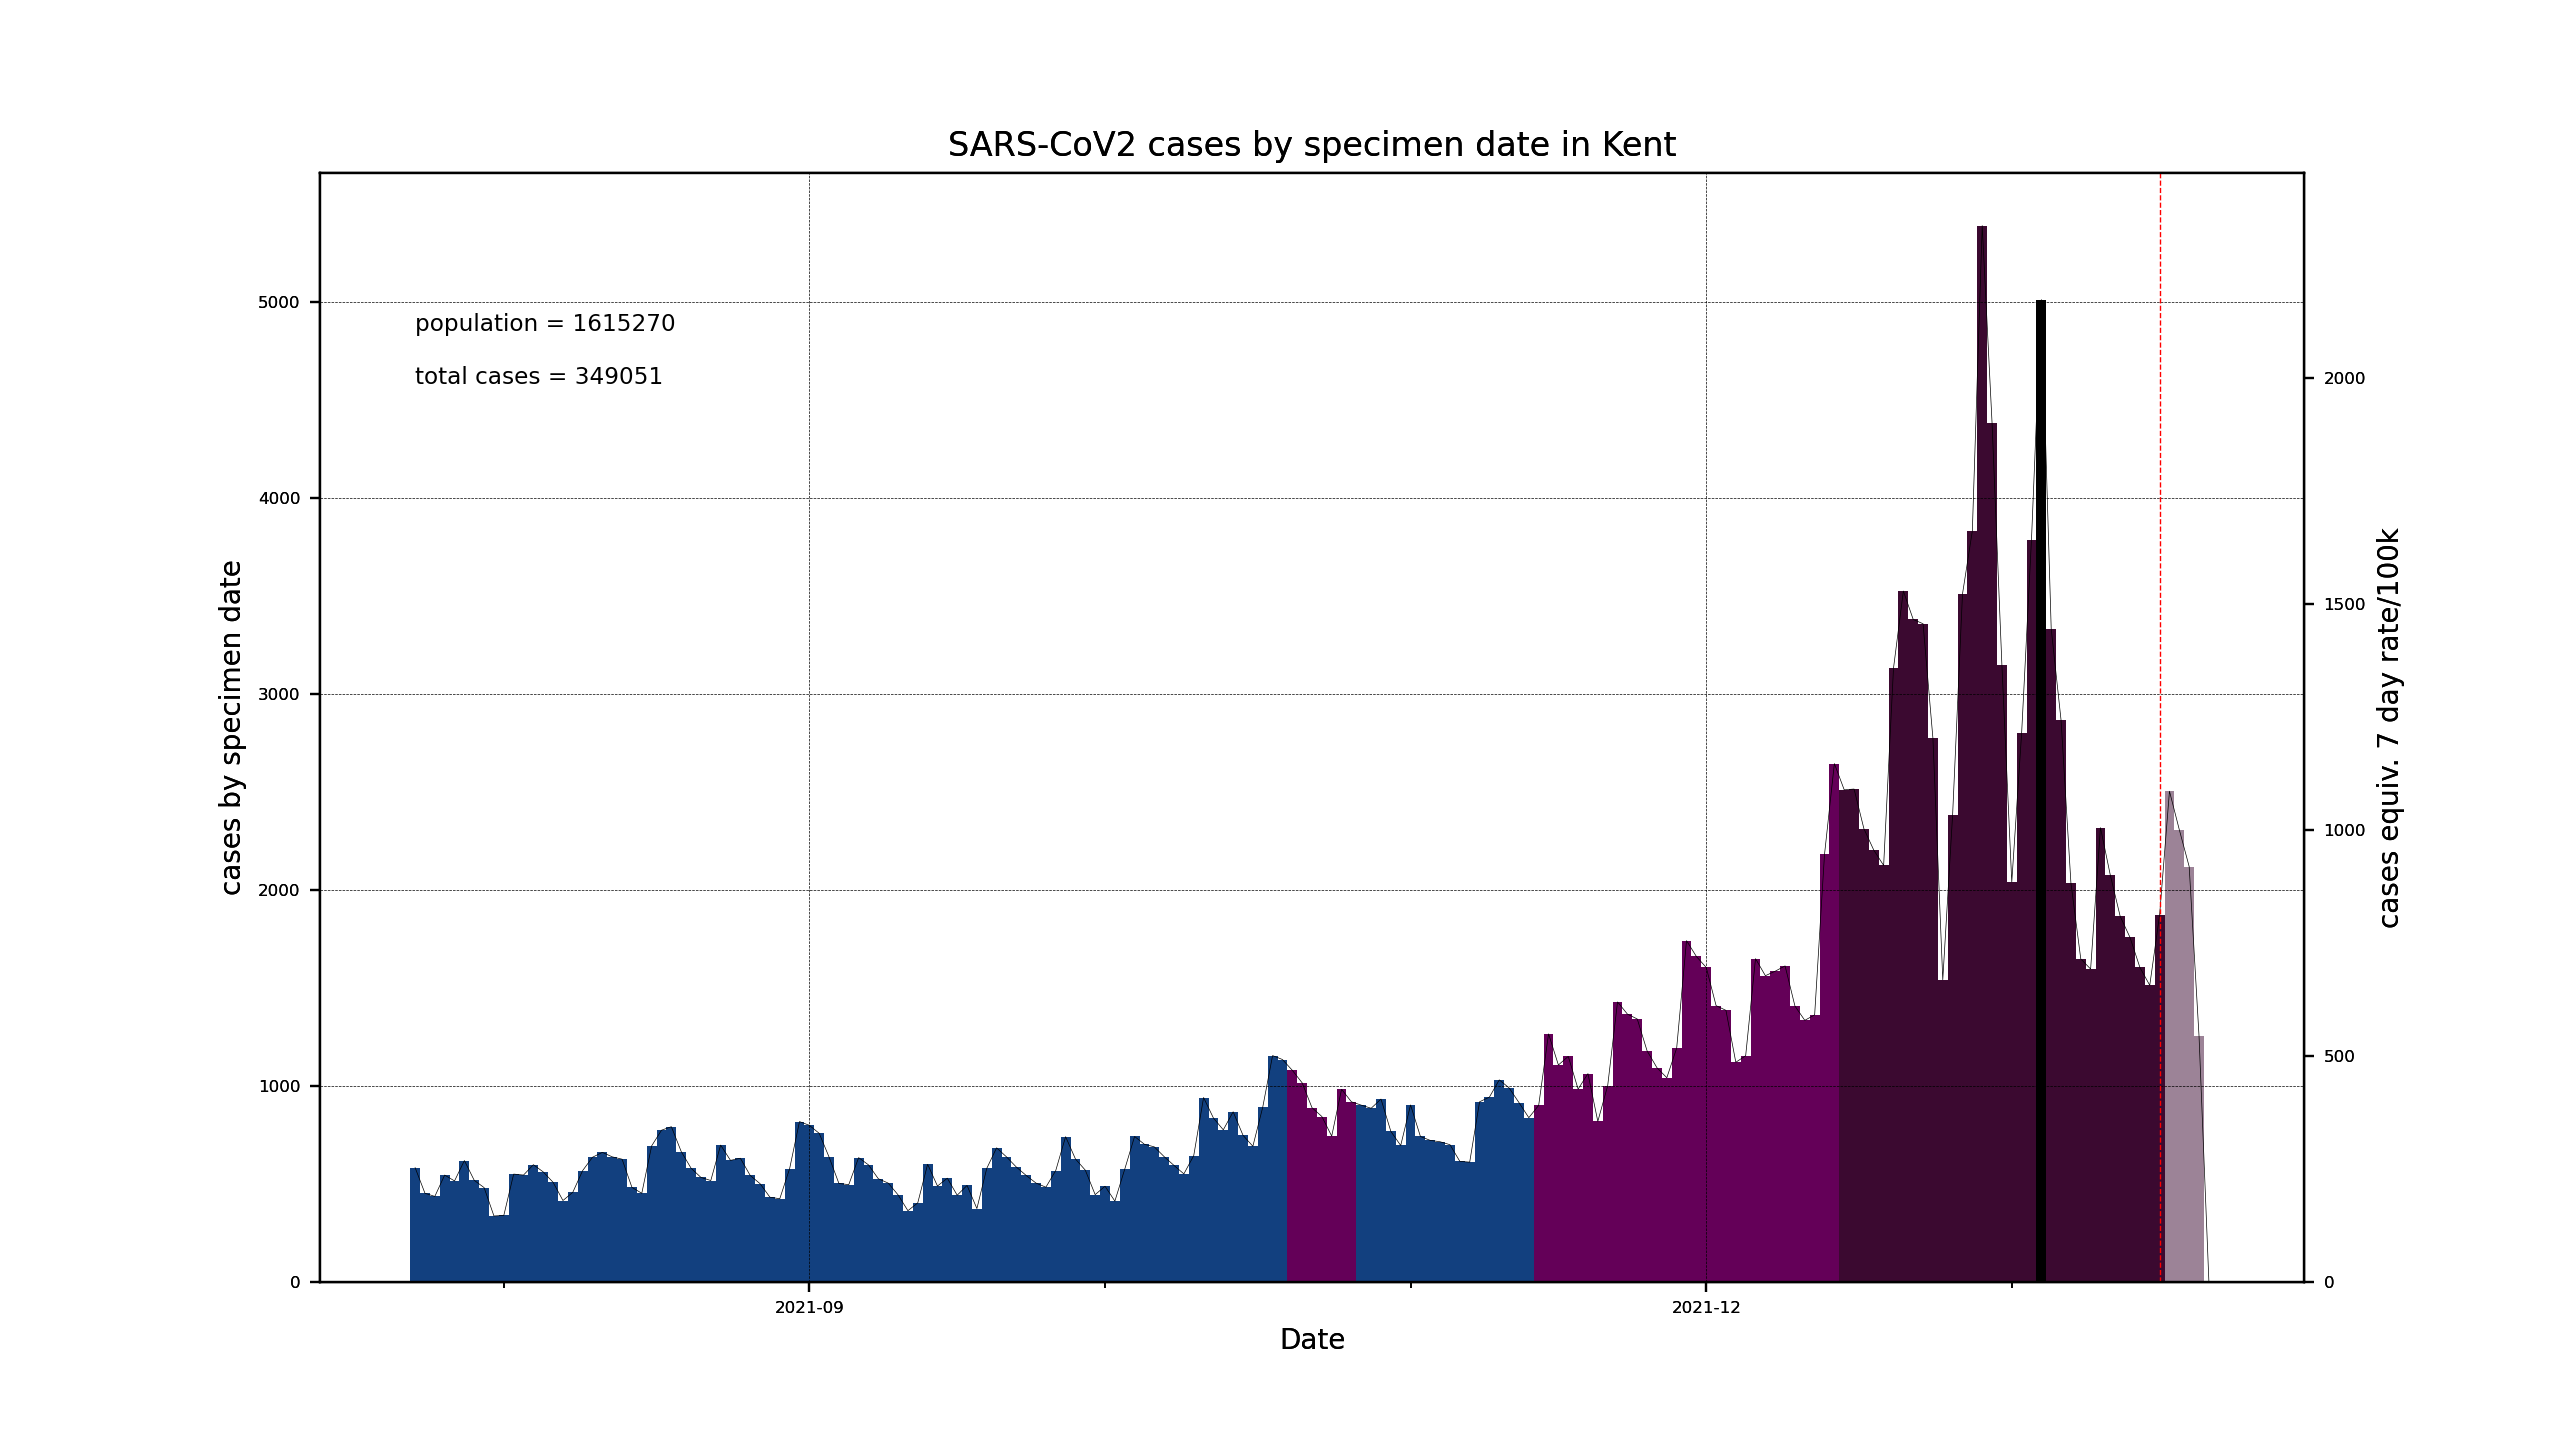 SARS-CoV2 cases by specimen date in Kent
population = 1615270
total cases = 349051
cases by specimen date
5000
4000
3000
2000
1000
0
2000
1500
1000
500
0
cases equiv. 7 day rate/100k
2021-09
2021-12
Date